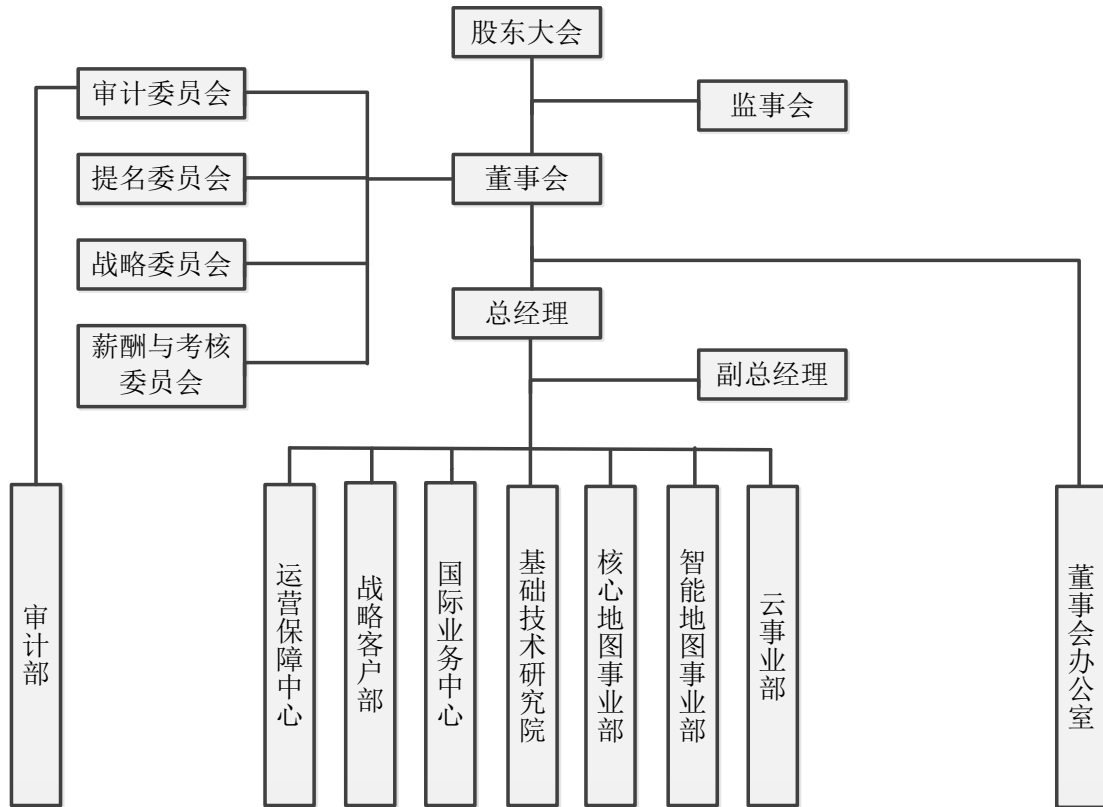 股东大会
审计委员会
监事会
提名委员会
董事会
战略委员会
总经理
薪酬与考核
委员会
副总经理
审计部
运营保障中心
战略客户部
国际业务中心
基础技术研究院
核心地图事业部
智能地图事业部
云事业部
董事会办公室